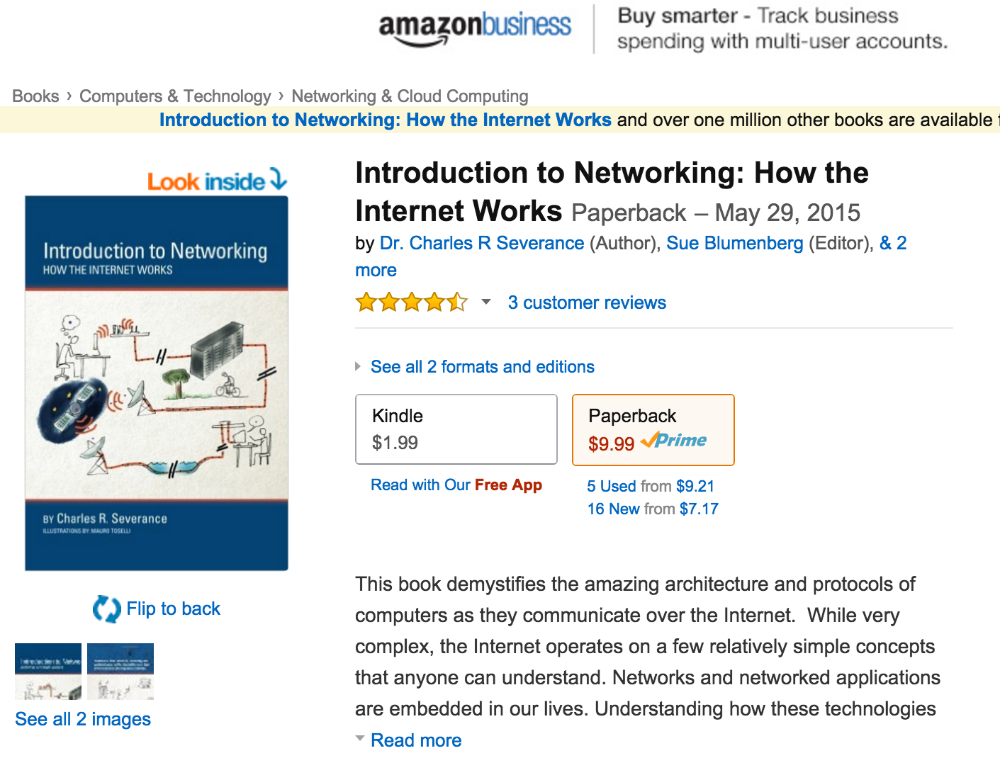 amazonbusiness
Buy smarter - Track business
spending with multi-user accounts.
Books › Computers & Technology › Networking & Cloud Computing
Introduction to Networking: How the Internet Works and over one million other books are available
Look inside
Introduction to Networking
HOW THE INTERNET WORKS
BY Charles R. Severance
ILLUSTRATIONS BY MAURO TOSELLI
Flip to back
See all 2 images
Introduction to Networking: How the
Internet Works Paperback – May 29, 2015
by Dr. Charles R Severance (Author), Sue Blumenberg (Editor), & 2
more
3 customer reviews
See all 2 formats and editions
Kindle
$1.99
Read with Our Free App
Paperback
$9.99 Prime
5 Used from $9.21
16 New from $7.17
This book demystifies the amazing architecture and protocols of
computers as they communicate over the Internet.  While very
complex, the Internet operates on a few relatively simple concepts
that anyone can understand. Networks and networked applications
are embedded in our lives. Understanding how these technologies
Read more